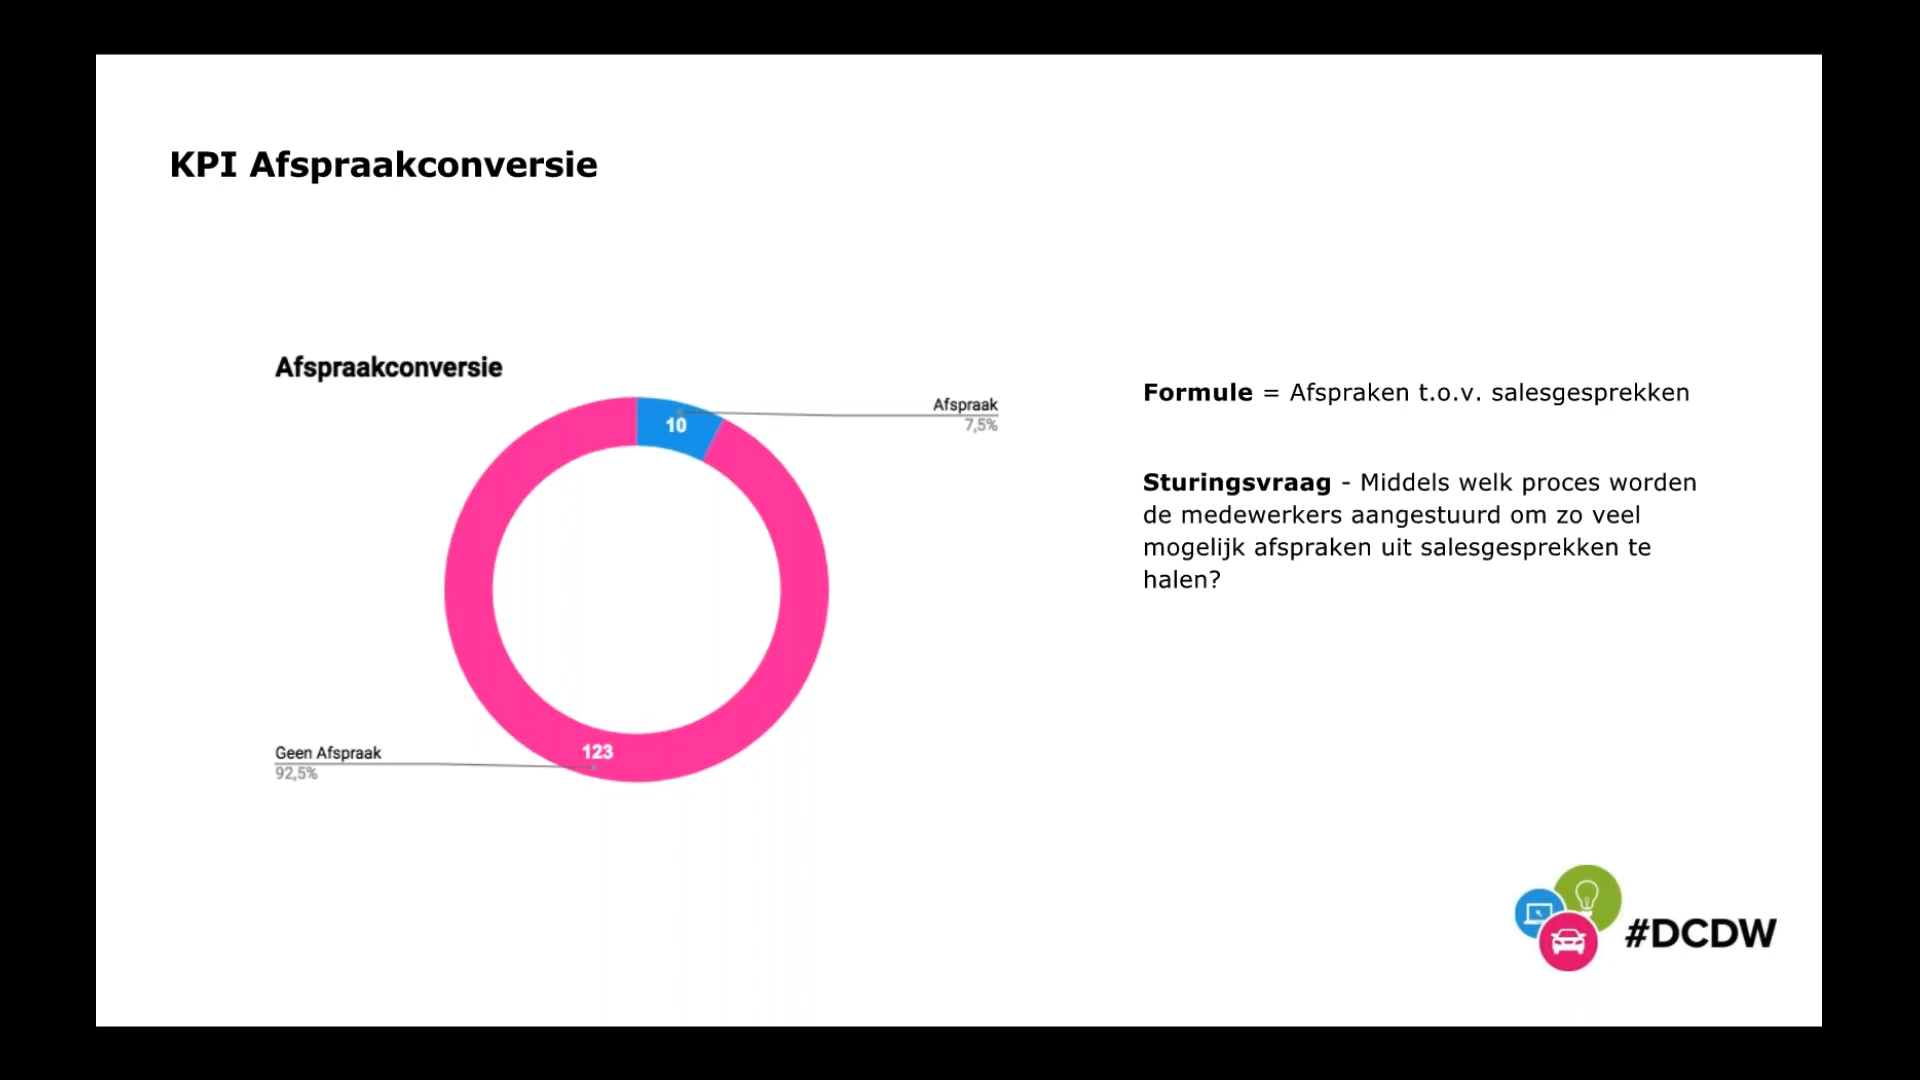 KPI Afspraakconversie
Afspraakconversie
Afspraak
7,5%
10
123
Geen Afspraak
92,5%
Formule = Afspraken t.o.v. salesgesprekken
Sturingsvraag - Middels welk proces worden
de medewerkers aangestuurd om zo veel
mogelijk afspraken uit salesgesprekken te
halen?
#DCDW